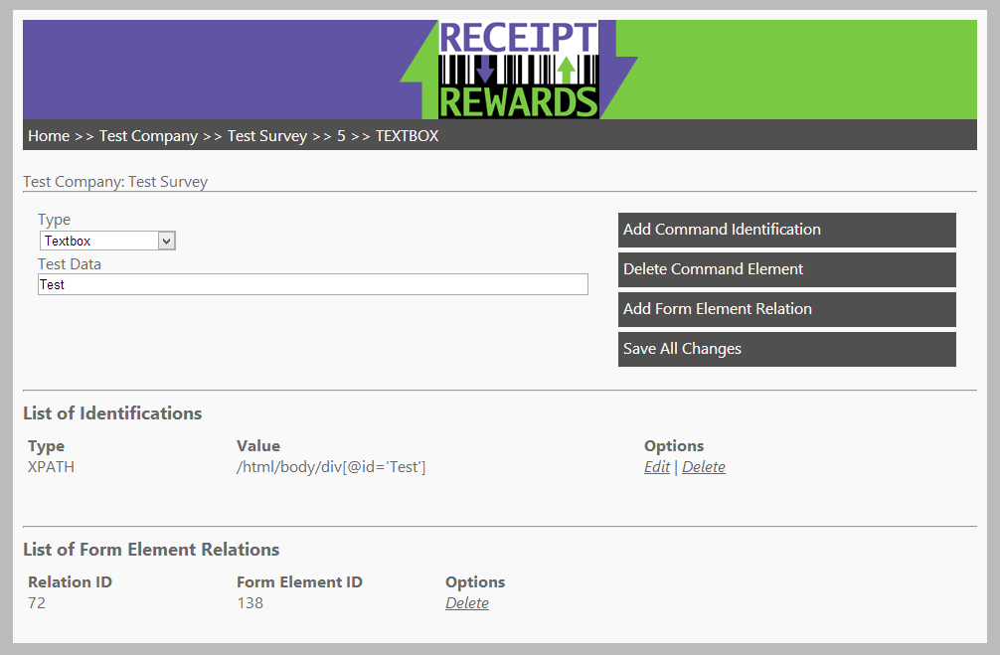 RECEIPT
REWARDS
Home >> Test Company >> Test Survey >> 5 >> TEXTBOX
Test Company: Test Survey
Type
Textbox
Test Data
Test
Add Command Identification
Delete Command Element
Add Form Element Relation
Save All Changes
List of Identifications
Type Value Options
XPATH /html/body/div[@id='Test'] Edit | Delete
List of Form Element Relations
Relation ID Form Element ID Options
72 138 Delete